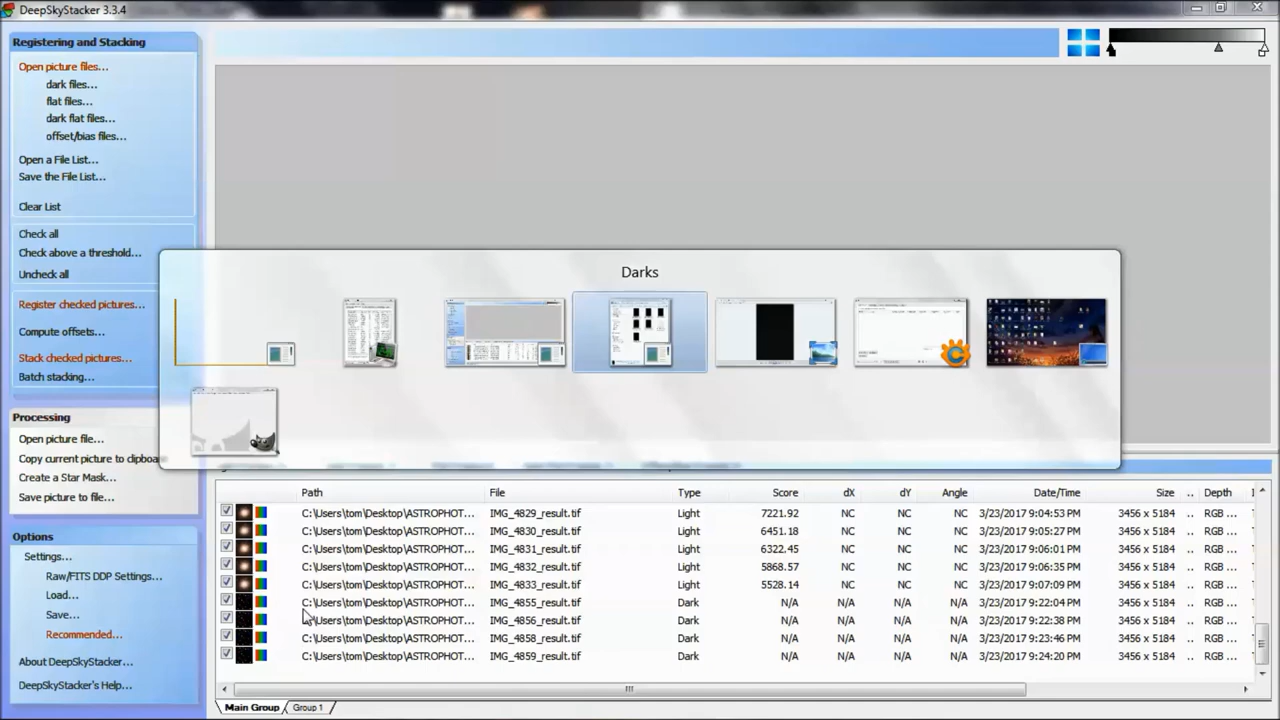 DeepSkyStacker 3.3.4
Registering and Stacking
Open picture files...
dark files...
flat files...
dark flat files...
offset/bias files...
Open a File List...
Save the File List...
Clear List
Check all
Check above a threshold...
Uncheck all
Register checked pictures...
Compute offsets...
Stack checked pictures...
Batch stacking...
Processing
Open picture file...
Copy current picture to clipboa
Create a Star Mask...
Save picture to file...
Options
Settings...
Raw/FITS DDP Settings...
Load...
Save...
Recommended...
About DeepSkyStacker...
DeepSkyStacker's Help...
Darks
Path File Type Score dX dY Angle Date/Time Size .. Depth
C:\Users\tom\Desktop\ASTROPHOT... IMG_4829_result.tif Light 7221.92 NC NC NC 3/23/2017 9:04:53 PM 3456 x 5184 .. RGB ...
C:\Users\tom\Desktop\ASTROPHOT... IMG_4830_result.tif Light 6451.18 NC NC NC 3/23/2017 9:05:27 PM 3456 x 5184 .. RGB ...
C:\Users\tom\Desktop\ASTROPHOT... IMG_4831_result.tif Light 6322.45 NC NC NC 3/23/2017 9:06:01 PM 3456 x 5184 .. RGB ...
C:\Users\tom\Desktop\ASTROPHOT... IMG_4832_result.tif Light 5868.57 NC NC NC 3/23/2017 9:06:35 PM 3456 x 5184 .. RGB ...
C:\Users\tom\Desktop\ASTROPHOT... IMG_4833_result.tif Light 5528.14 NC NC NC 3/23/2017 9:07:09 PM 3456 x 5184 .. RGB ...
C:\Users\tom\Desktop\ASTROPHOT... IMG_4855_result.tif Dark N/A N/A N/A N/A 3/23/2017 9:22:04 PM 3456 x 5184 .. RGB ...
C:\Users\tom\Desktop\ASTROPHOT... IMG_4856_result.tif Dark N/A N/A N/A N/A 3/23/2017 9:22:38 PM 3456 x 5184 .. RGB ...
C:\Users\tom\Desktop\ASTROPHOT... IMG_4858_result.tif Dark N/A N/A N/A N/A 3/23/2017 9:23:46 PM 3456 x 5184 .. RGB ...
C:\Users\tom\Desktop\ASTROPHOT... IMG_4859_result.tif Dark N/A N/A N/A N/A 3/23/2017 9:24:20 PM 3456 x 5184 .. RGB ...
Main Group Group 1